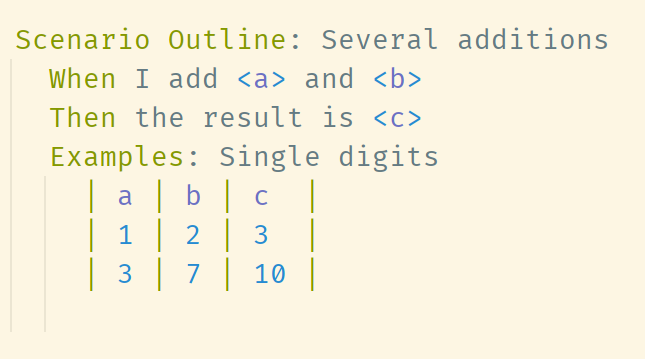 Scenario Outline: Several additions
When I add <a> and <b>
Then the result is <c>
Examples: Single digits
| a | b | c |
| 1 | 2 | 3 |
| 3 | 7 | 10 |